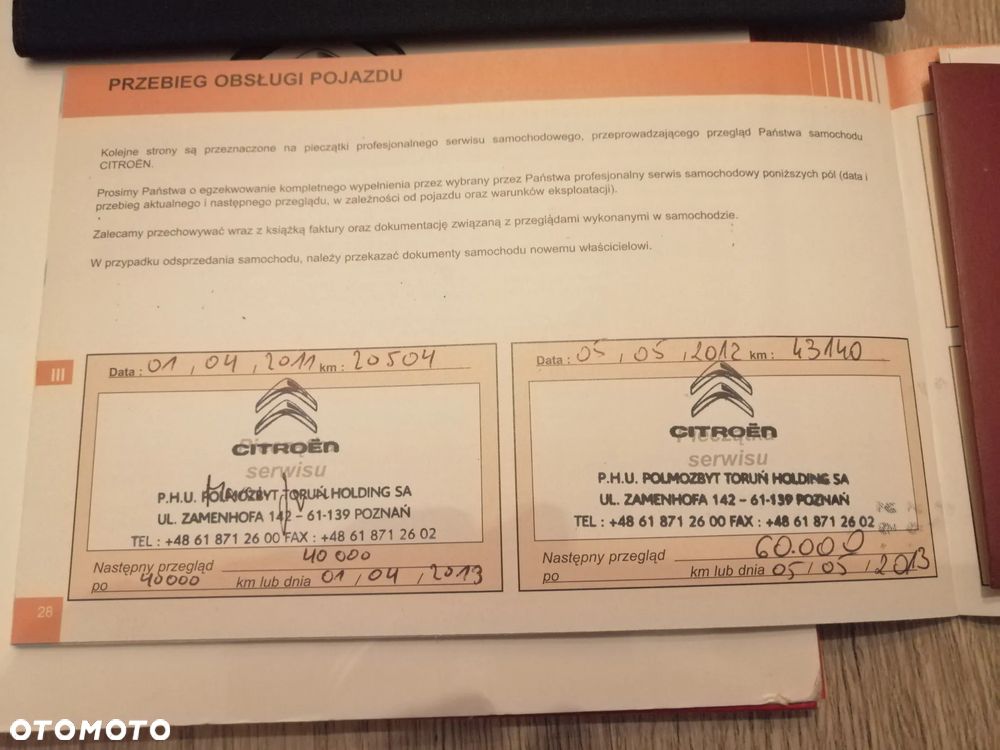 PRZEBIEG OBSŁUGI POJAZDU
Kolejne strony są przeznaczone na pieczątki profesjonalnego serwisu samochodowego, przeprowadzającego przegląd Państwa samochodu
CITROËN.
Prosimy Państwa o egzekwowanie kompletnego wypełnienia przez wybrany przez Państwa profesjonalny serwis samochodowy poniższych pól (data i
przebieg aktualnego i następnego przeglądu, w zależności od pojazdu oraz warunków eksploatacji).
Zalecamy przechowywać wraz z książką faktury oraz dokumentację związaną z przeglądami wykonanymi w samochodzie.
W przypadku odsprzedania samochodu, należy przekazać dokumenty samochodu nowemu właścicielowi.
III
Data : 01 , 04 , 2011 km : 20504
CITROËN
Pieczątka
serwisu
P.H.U. POLMOZBYT TORUŃ HOLDING SA
UL. ZAMENHOFA 142 – 61-139 POZNAŃ
TEL : +48 61 871 26 00 FAX : +48 61 871 26 02
40 000
Następny przegląd
po 40000 km lub dnia 01 , 04 , 2013
Data : 05 , 05 , 2012 km : 43140
CITROËN
Pieczątka
serwisu
P.H.U. POLMOZBYT TORUŃ HOLDING SA
UL. ZAMENHOFA 142 – 61-139 POZNAŃ
TEL : +48 61 871 26 00 FAX : +48 61 871 26 02
Następny przegląd 60.000
po km lub dnia 05 / 05 / 2013
28
OTOMOTO